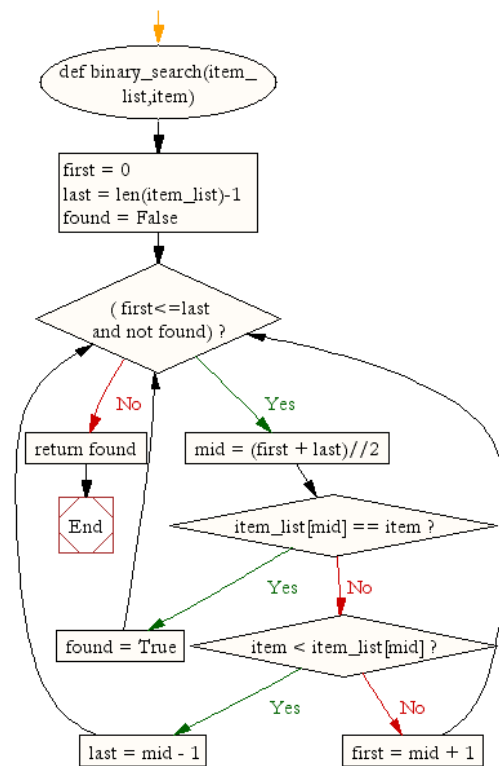 def binary_search(item_
list,item)
first = 0
last = len(item_list)-1
found = False
( first<=last
and not found) ?
No
Yes
return found
mid = (first + last)//2
End
item_list[mid] == item ?
Yes
No
found = True
item < item_list[mid] ?
Yes
No
last = mid - 1
first = mid + 1